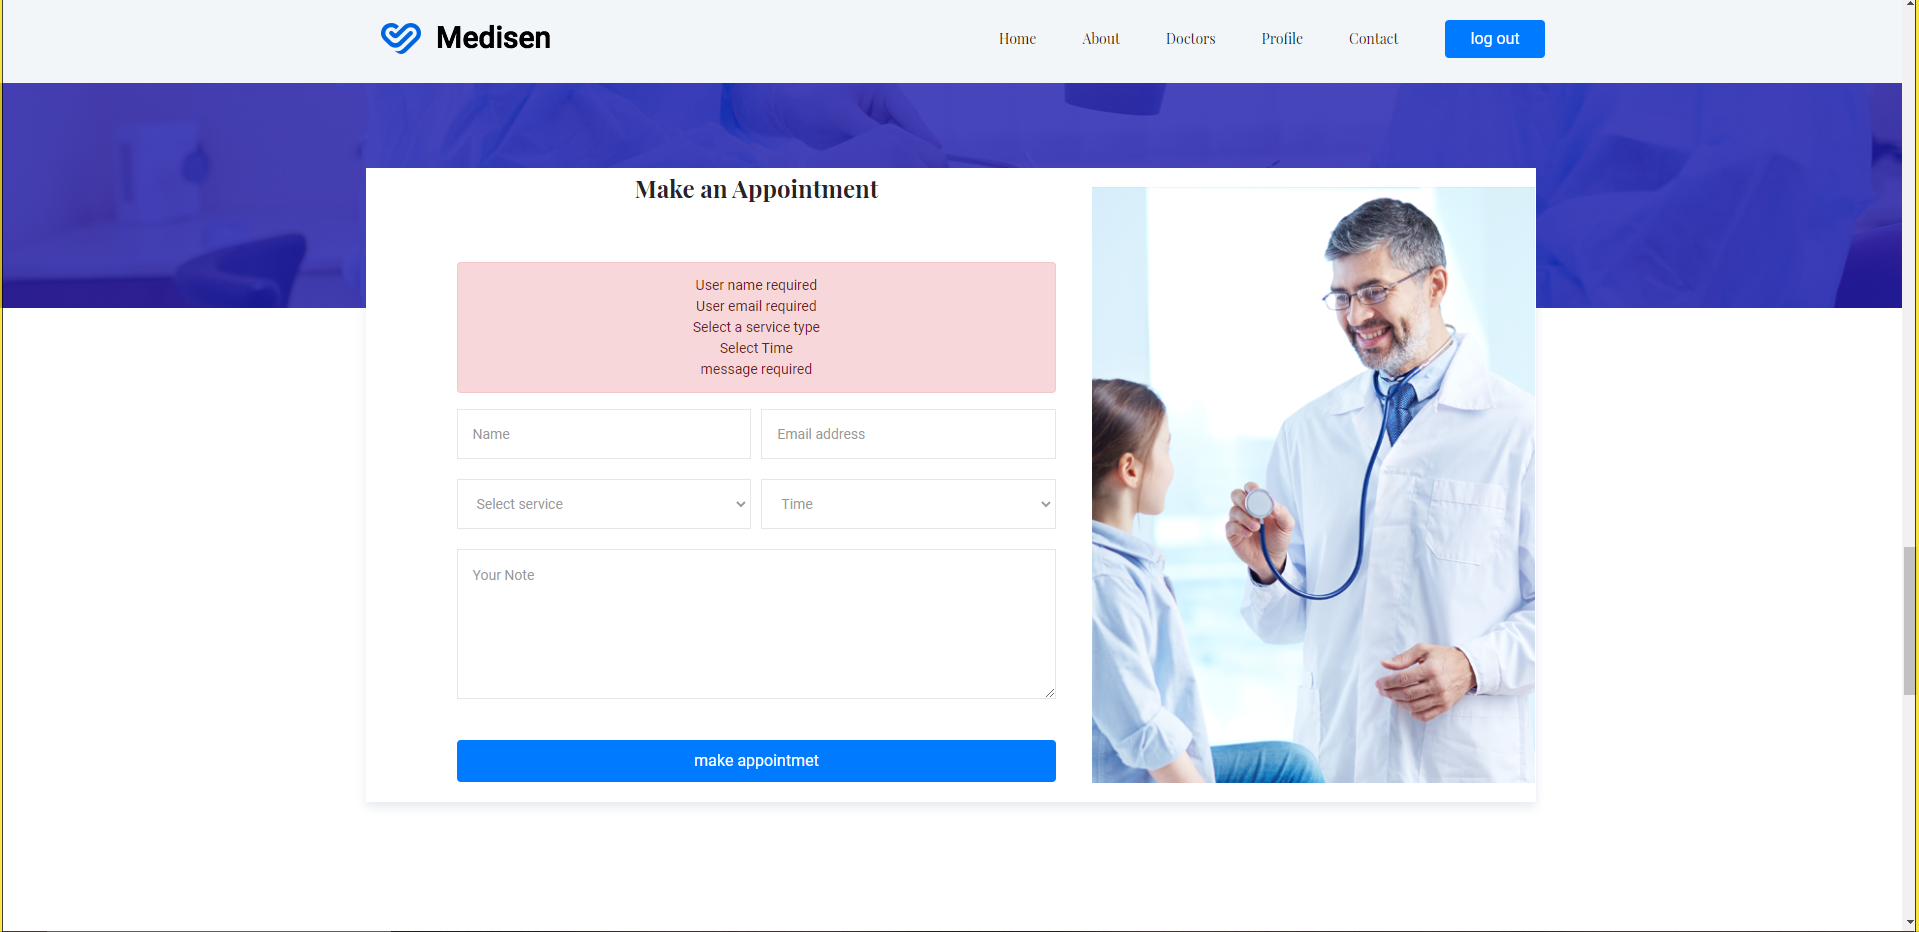 Medisen
Home About Doctors Profile Contact log out
Make an Appointment
User name required
User email required
Select a service type
Select Time
message required
Name Email address
Select service Time
Your Note
make appointmet